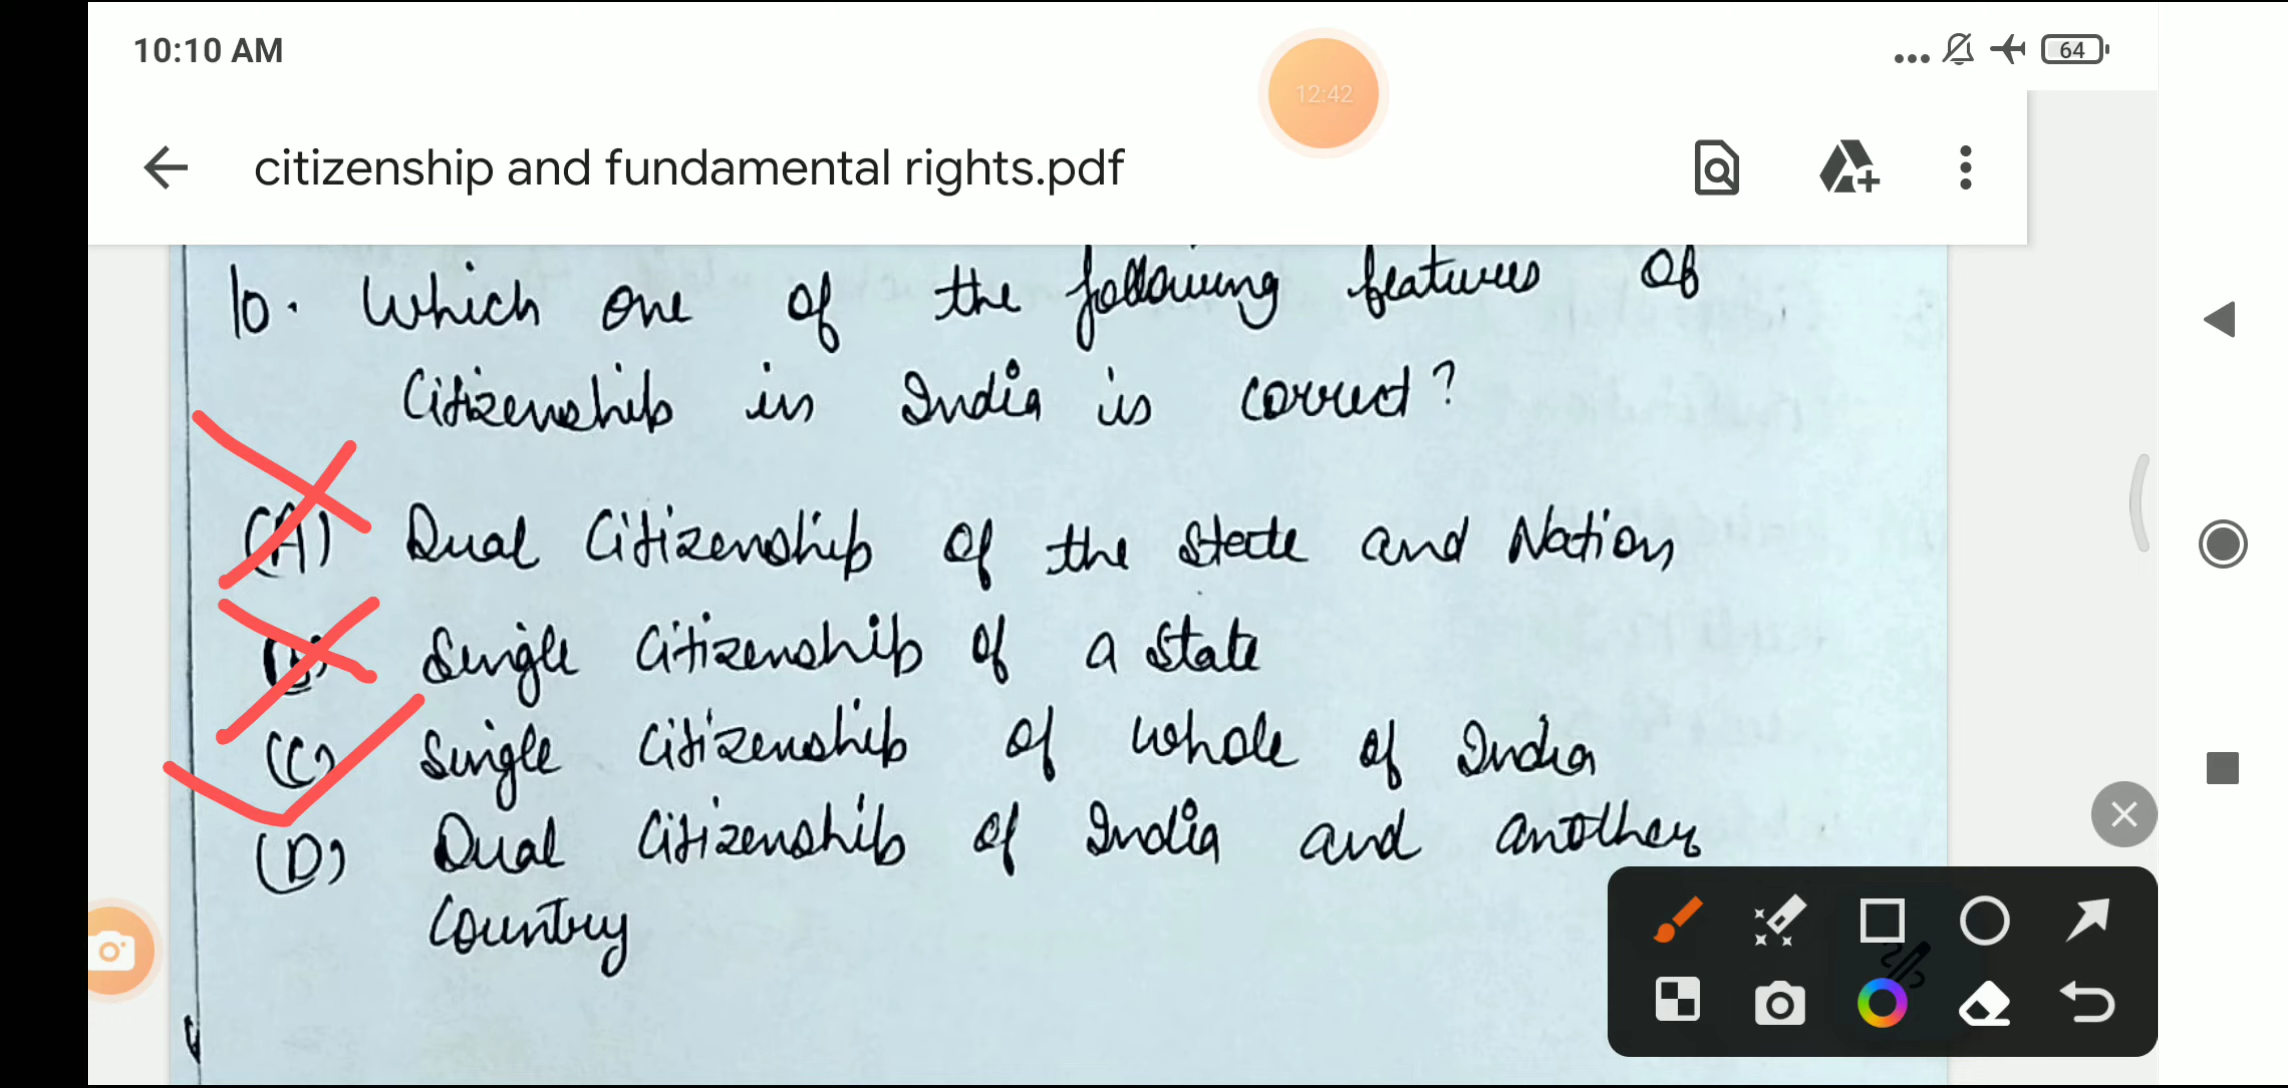 10:10 AM
12:42
64
citizenship and fundamental rights.pdf
10. Which one of the following features of
Citizenship in India is correct?
(A) Dual Citizenship of the State and Nation
(B) Single Citizenship of a State
(C) Single Citizenship of whole of India
(D) Dual Citizenship of India and another
Country